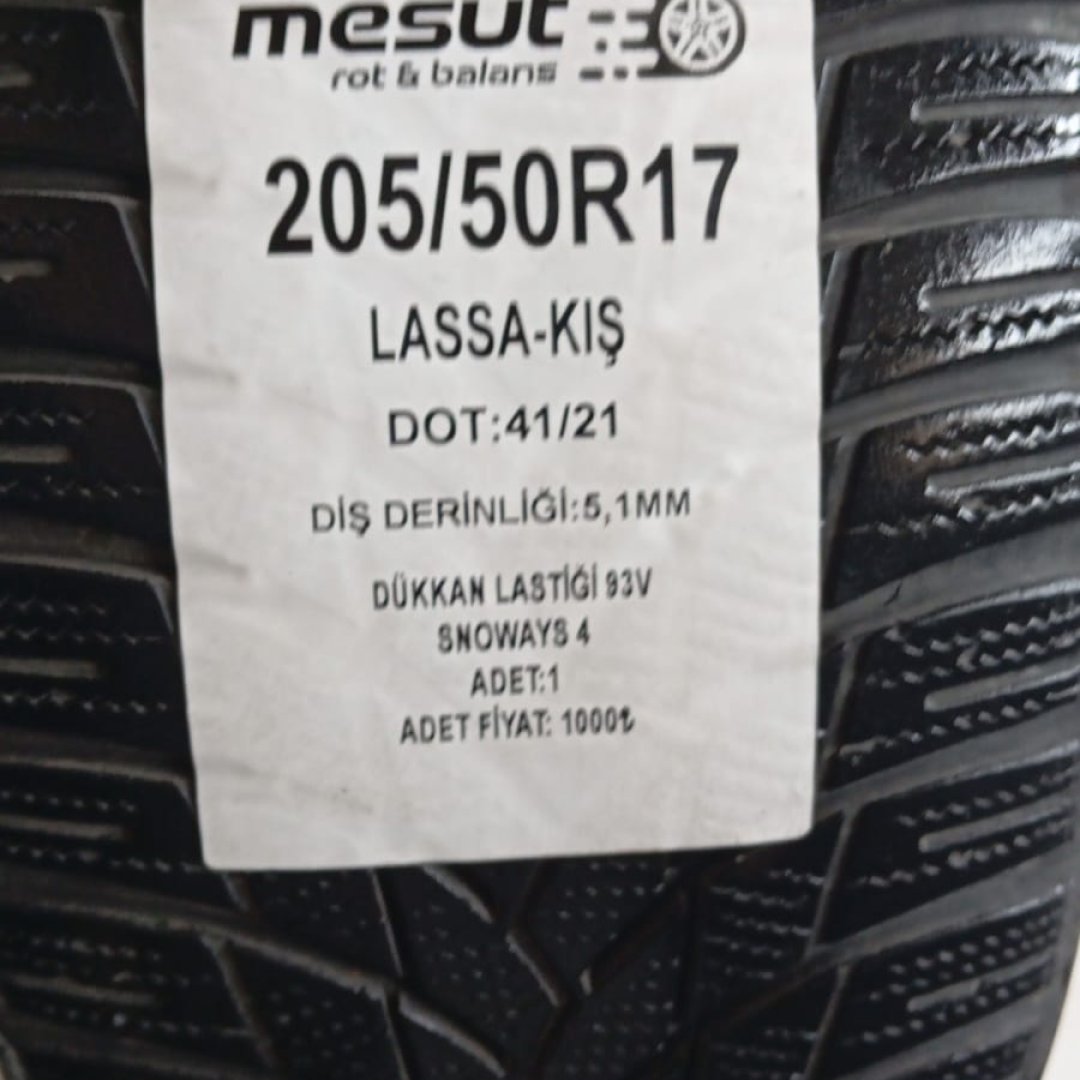 mesut
rot & balans
205/50R17
LASSA-KIŞ
DOT:41/21
DİŞ DERİNLİĞİ:5,1MM
DÜKKAN LASTİĞİ 93V
SNOWAYS 4
ADET:1
ADET FİYAT: 1000₺